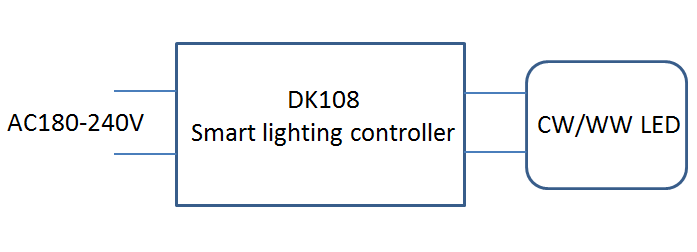 AC180-240V
DK108
Smart lighting controller
CW/WW LED